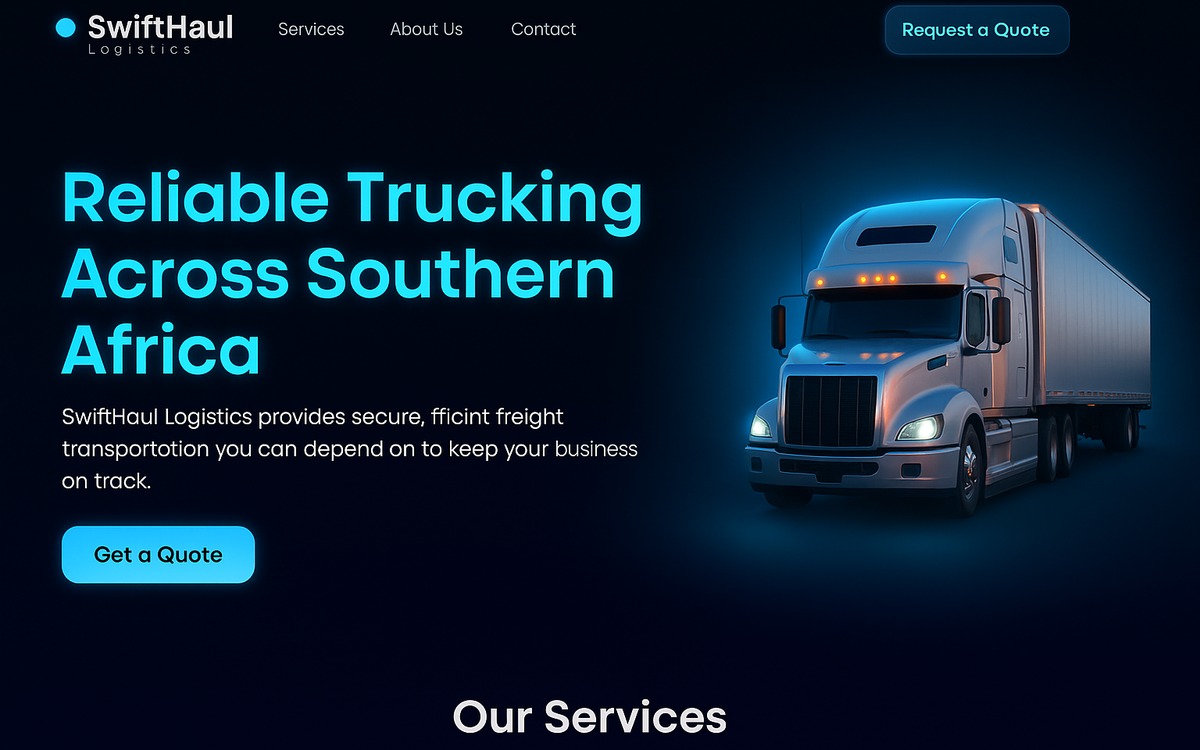 SwiftHaul
Logistics
Services
About Us
Contact
Request a Quote
Reliable Trucking
Across Southern
Africa
SwiftHaul Logistics provides secure, fficint freight
transportotion you can depend on to keep your business
on track.
Get a Quote
Our Services